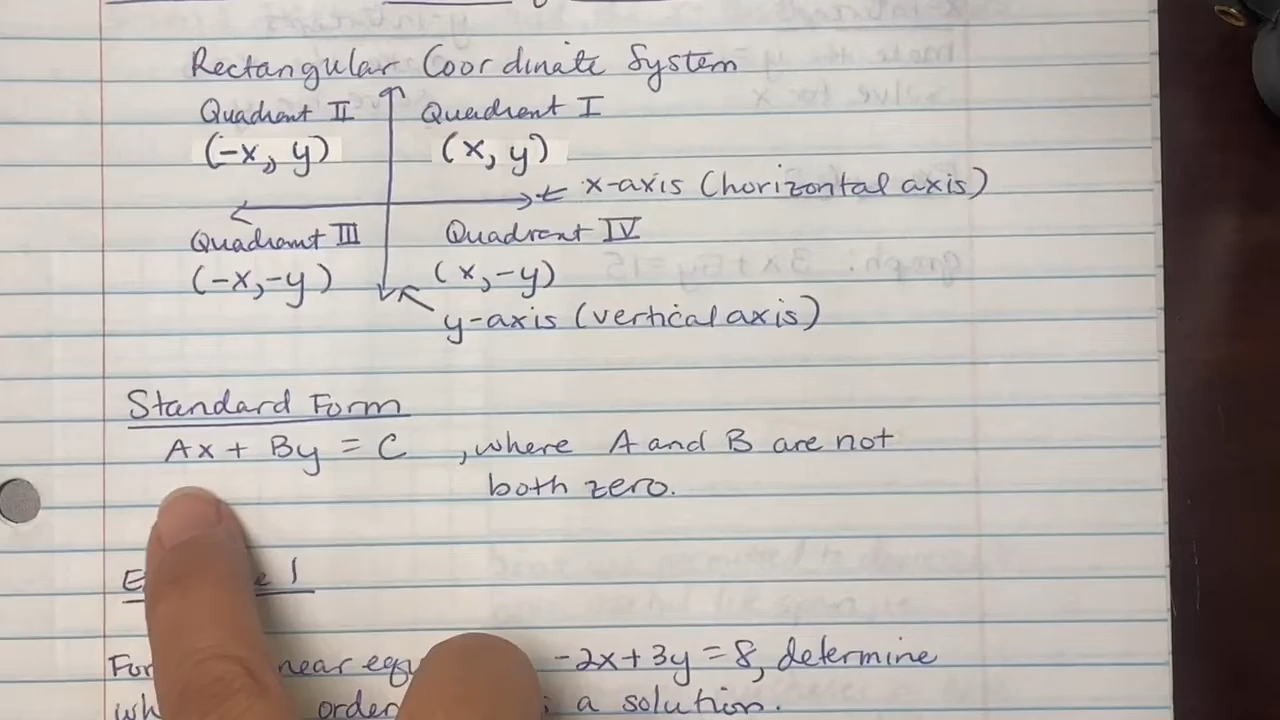 Rectangular Coordinate System
Quadrant II
Quadrant I
(-x, y)
(x, y)
x-axis (horizontal axis)
Quadrant III
Quadrant IV
(-x,-y)
(x,-y)
y-axis (vertical axis)
Standard Form
Ax + By = C , where A and B are not
both zero.
1
-2x+3y=8, determine
a solution.